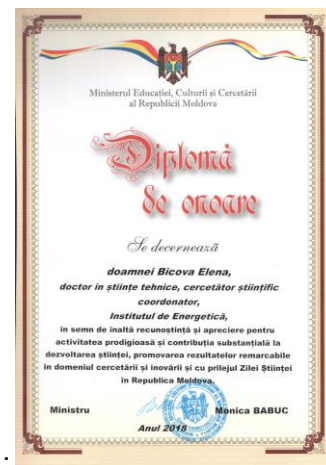 Ministerul Educației, Culturii și Cercetării
al Republicii Moldova
Diplomă
de onoare
Se decernează
doamnei Bîcova Elena,
doctor în științe tehnice, cercetător științific
coordonator,
Institutul de Energetică,
în semn de înaltă recunoștință și apreciere pentru
activitatea prodigioasă și contribuția substanțială la
dezvoltarea științei, promovarea rezultatelor remarcabile
în domeniul cercetării și inovării și cu prilejul Zilei Științei
în Republica Moldova.
Ministru Monica BABUC
Anul 2018